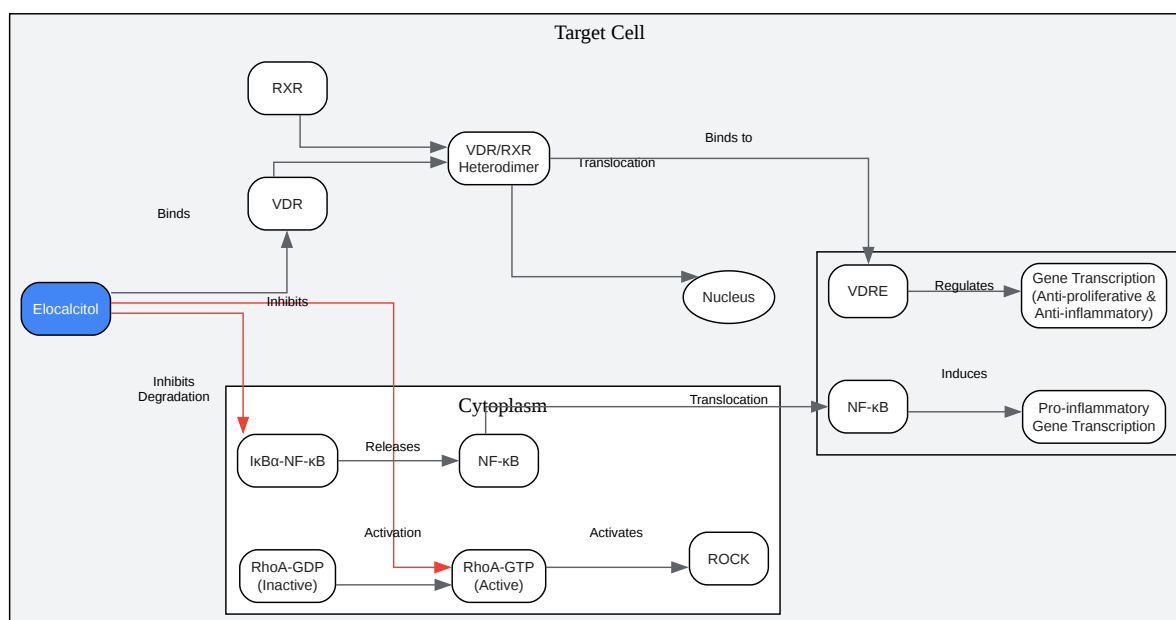 Target Cell
RXR
VDR/RXR
Heterodimer
Binds to
Translocation
VDR
Binds
Elocalcitol
Inhibits
Nucleus
VDRE
Regulates
Gene Transcription
(Anti-proliferative &
Anti-inflammatory)
Inhibits
Degradation
Cytoplasm
Translocation
NF-κB
Induces
Pro-inflammatory
Gene Transcription
IκBα-NF-κB
Releases
NF-κB
Activation
Activates
RhoA-GDP
(Inactive)
RhoA-GTP
(Active)
ROCK